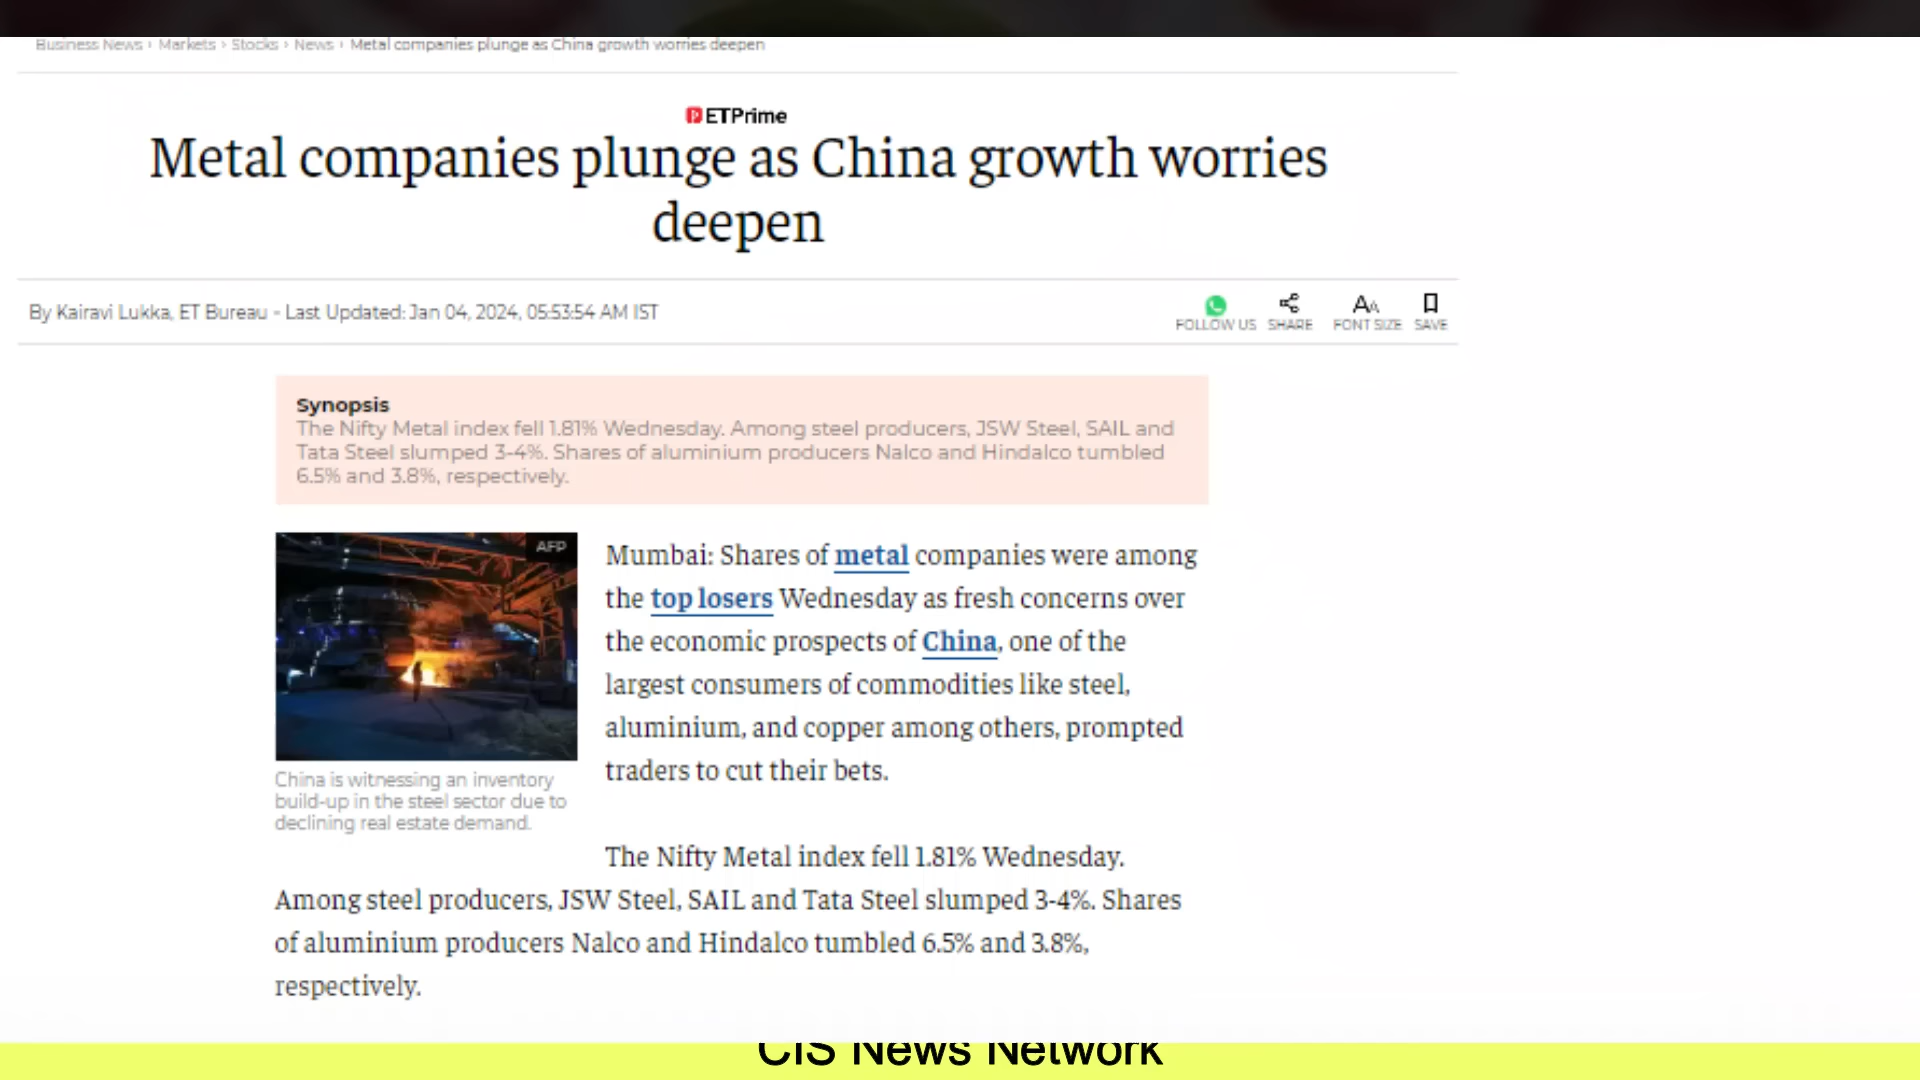 Business News › Markets › Stocks › News › Metal companies plunge as China growth worries deepen
ETPrime
Metal companies plunge as China growth worries
deepen
By Kairavi Lukka, ET Bureau - Last Updated: Jan 04, 2024, 05:53:54 AM IST
FOLLOW US SHARE FONT SIZE SAVE
Synopsis
The Nifty Metal index fell 1.81% Wednesday. Among steel producers, JSW Steel, SAIL and
Tata Steel slumped 3-4%. Shares of aluminium producers Nalco and Hindalco tumbled
6.5% and 3.8%, respectively.
AFP
China is witnessing an inventory
build-up in the steel sector due to
declining real estate demand.
Mumbai: Shares of metal companies were among
the top losers Wednesday as fresh concerns over
the economic prospects of China, one of the
largest consumers of commodities like steel,
aluminium, and copper among others, prompted
traders to cut their bets.
The Nifty Metal index fell 1.81% Wednesday.
Among steel producers, JSW Steel, SAIL and Tata Steel slumped 3-4%. Shares
of aluminium producers Nalco and Hindalco tumbled 6.5% and 3.8%,
respectively.
CIS News Network